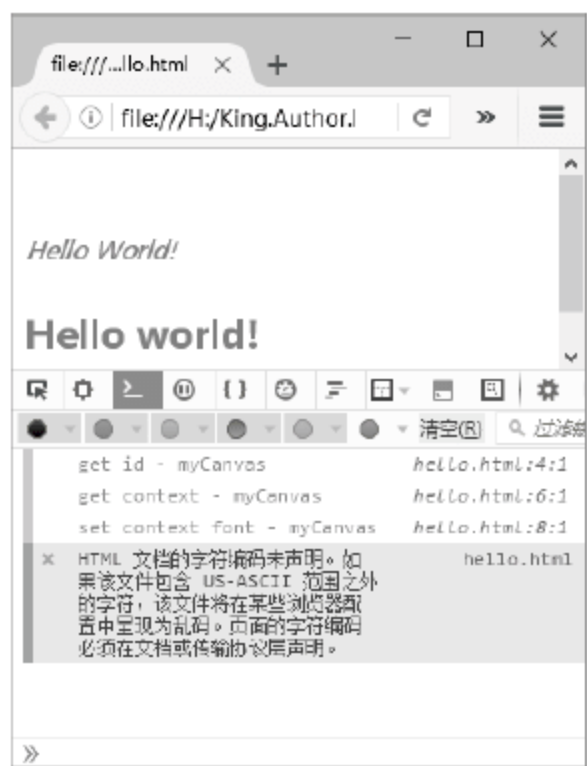 file:///...llo.html
file:///H:/King.Author.
Hello World!
Hello world!
清空(R)
get id - myCanvas hello.html:4:1
get context - myCanvas hello.html:6:1
set context font - myCanvas hello.html:8:1
HTML 文档的字符编码未声明。如 hello.html
果该文件包含 US-ASCII 范围之外
的字符，该文件将在某些浏览器配
置中呈现为乱码。页面的字符编码
必须在文档或传输协议层声明。